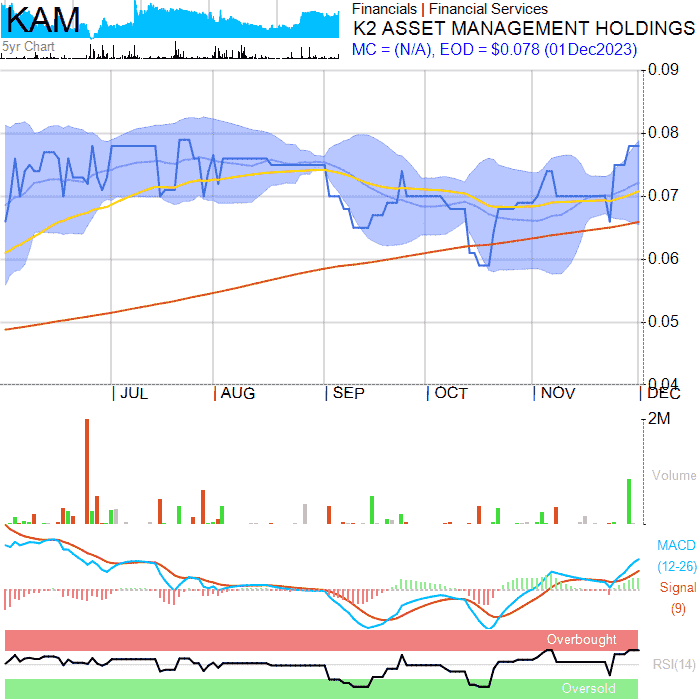 KAM
5yr Chart
Financials | Financial Services
K2 ASSET MANAGEMENT HOLDINGS
MC = (N/A), EOD = $0.078 (01Dec2023)
0.09
0.08
0.07
0.06
0.05
0.04
JUL
AUG
SEP
OCT
NOV
DEC
2M
Volume
MACD
(12-26)
Signal
(9)
Overbought
RSI(14)
Oversold